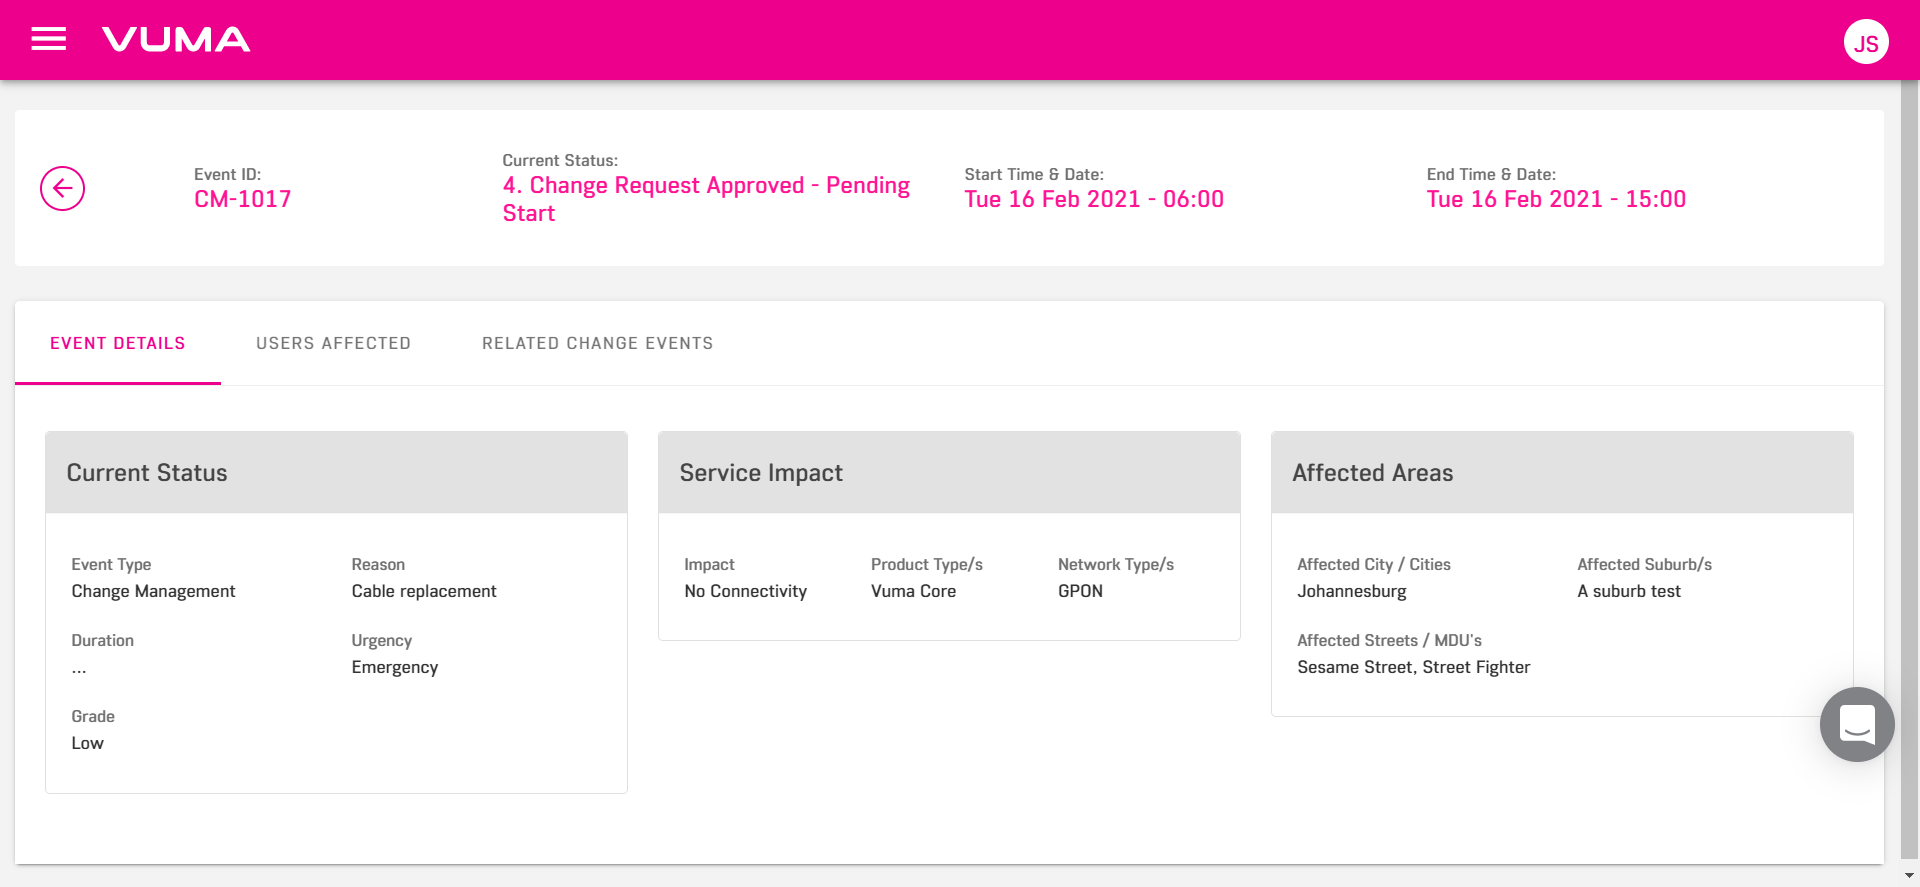 VUMA
JS
Event ID:
CM-1017
Current Status:
4. Change Request Approved - Pending
Start
Start Time & Date:
Tue 16 Feb 2021 - 06:00
End Time & Date:
Tue 16 Feb 2021 - 15:00
EVENT DETAILS
USERS AFFECTED
RELATED CHANGE EVENTS
Current Status
Event Type
Change Management
Reason
Cable replacement
Duration
...
Urgency
Emergency
Grade
Low
Service Impact
Impact
No Connectivity
Product Type/s
Vuma Core
Network Type/s
GPON
Affected Areas
Affected City / Cities
Johannesburg
Affected Suburb/s
A suburb test
Affected Streets / MDU's
Sesame Street, Street Fighter